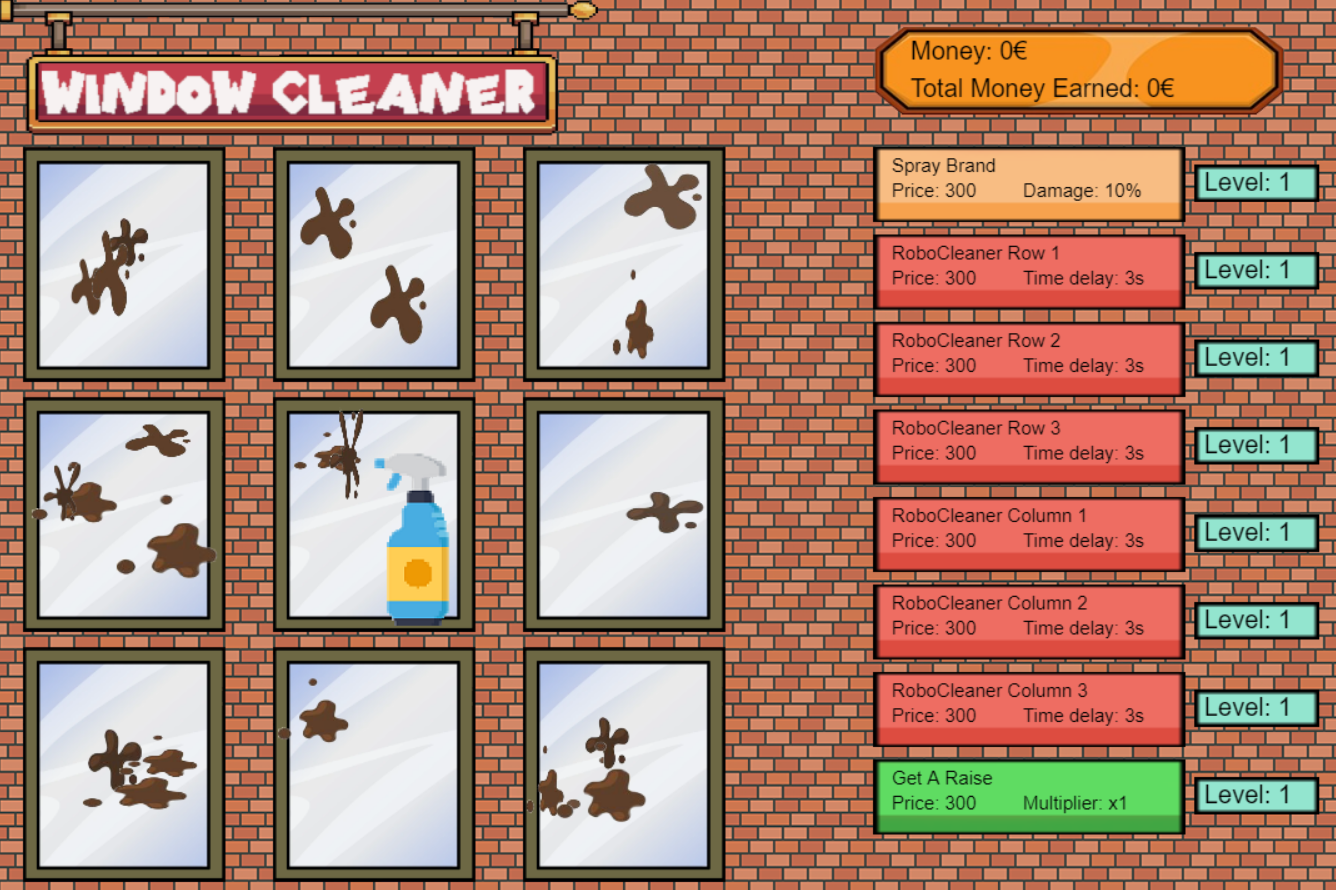 WINDOW CLEANER
Money: 0€
Total Money Earned: 0€
Spray Brand
Price: 300 Damage: 10%
Level: 1
RoboCleaner Row 1
Price: 300 Time delay: 3s
Level: 1
RoboCleaner Row 2
Price: 300 Time delay: 3s
Level: 1
RoboCleaner Row 3
Price: 300 Time delay: 3s
Level: 1
RoboCleaner Column 1
Price: 300 Time delay: 3s
Level: 1
RoboCleaner Column 2
Price: 300 Time delay: 3s
Level: 1
RoboCleaner Column 3
Price: 300 Time delay: 3s
Level: 1
Get A Raise
Price: 300 Multiplier: x1
Level: 1